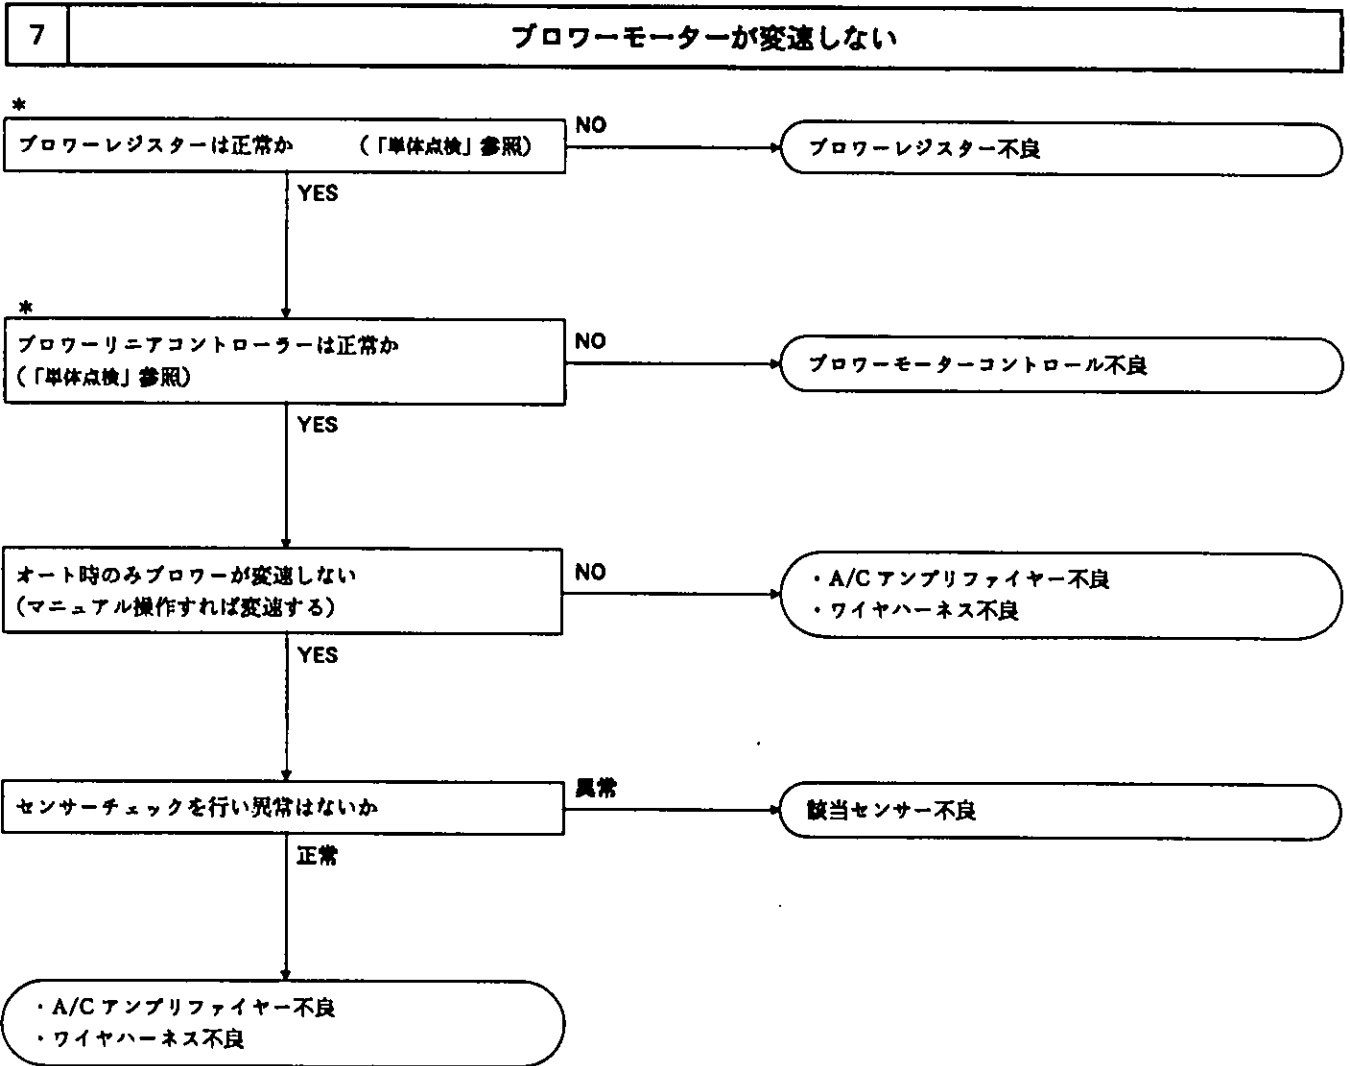 7
ブロワーモーターが変速しない
*
ブロワーレジスターは正常か (「単体点検」参照)
NO
ブロワーレジスター不良
YES
*
ブロワーリニアコントローラーは正常か
(「単体点検」参照)
NO
ブロワーモーターコントロール不良
YES
オート時のみブロワーが変速しない
(マニュアル操作すれば変速する)
NO
・A/C アンプリファイヤー不良
・ワイヤハーネス不良
YES
センサーチェックを行い異常はないか
異常
該当センサー不良
正常
・A/C アンプリファイヤー不良
・ワイヤハーネス不良